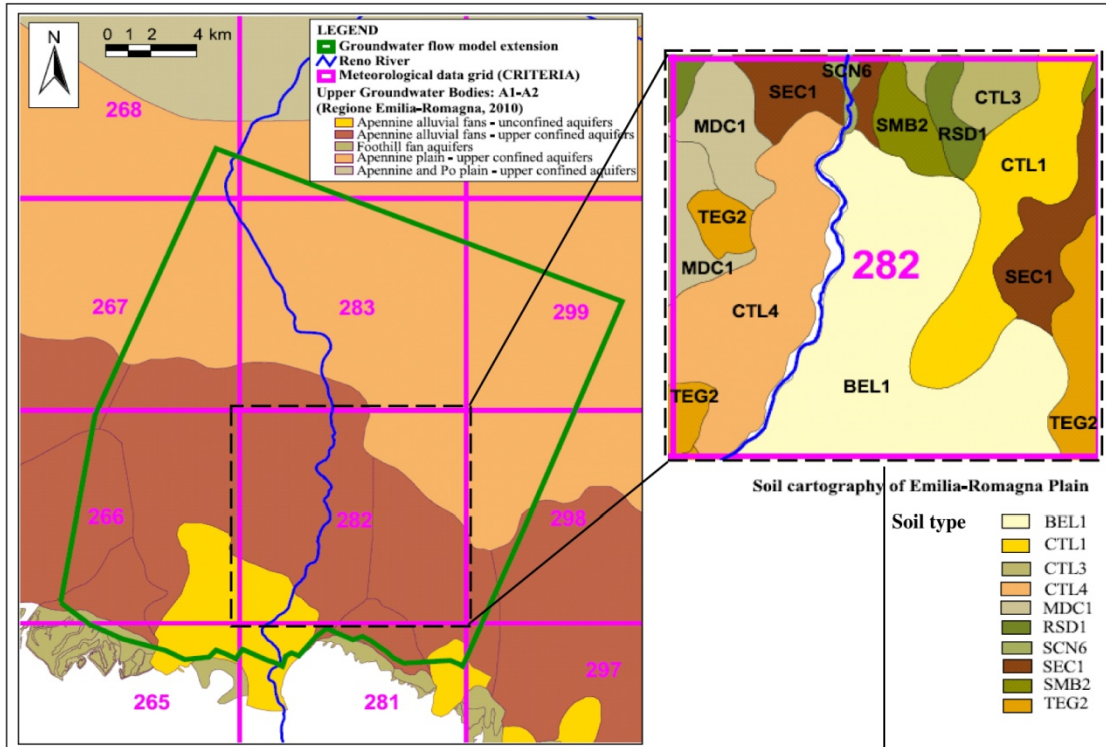 N
0 1 2 4 km
LEGEND
Groundwater flow model extension
Reno River
Meteorological data grid (CRITERIA)
Upper Groundwater Bodies: A1-A2
(Regione Emilia-Romagna, 2010)
Apennine alluvial fans - unconfined aquifers
Apennine alluvial fans - upper confined aquifers
Foothill fan aquifers
Apennine plain - upper confined aquifers
Apennine and Po plain - upper confined aquifers
268
267
283
299
266
282
298
265
281
297
SCN6
SEC1
CTL3
MDC1
SMB2
RSD1
CTL1
TEG2
282
MDC1
SEC1
CTL4
BEL1
TEG2
TEG2
Soil cartography of Emilia-Romagna Plain
Soil type
BEL1
CTL1
CTL3
CTL4
MDC1
RSD1
SCN6
SEC1
SMB2
TEG2